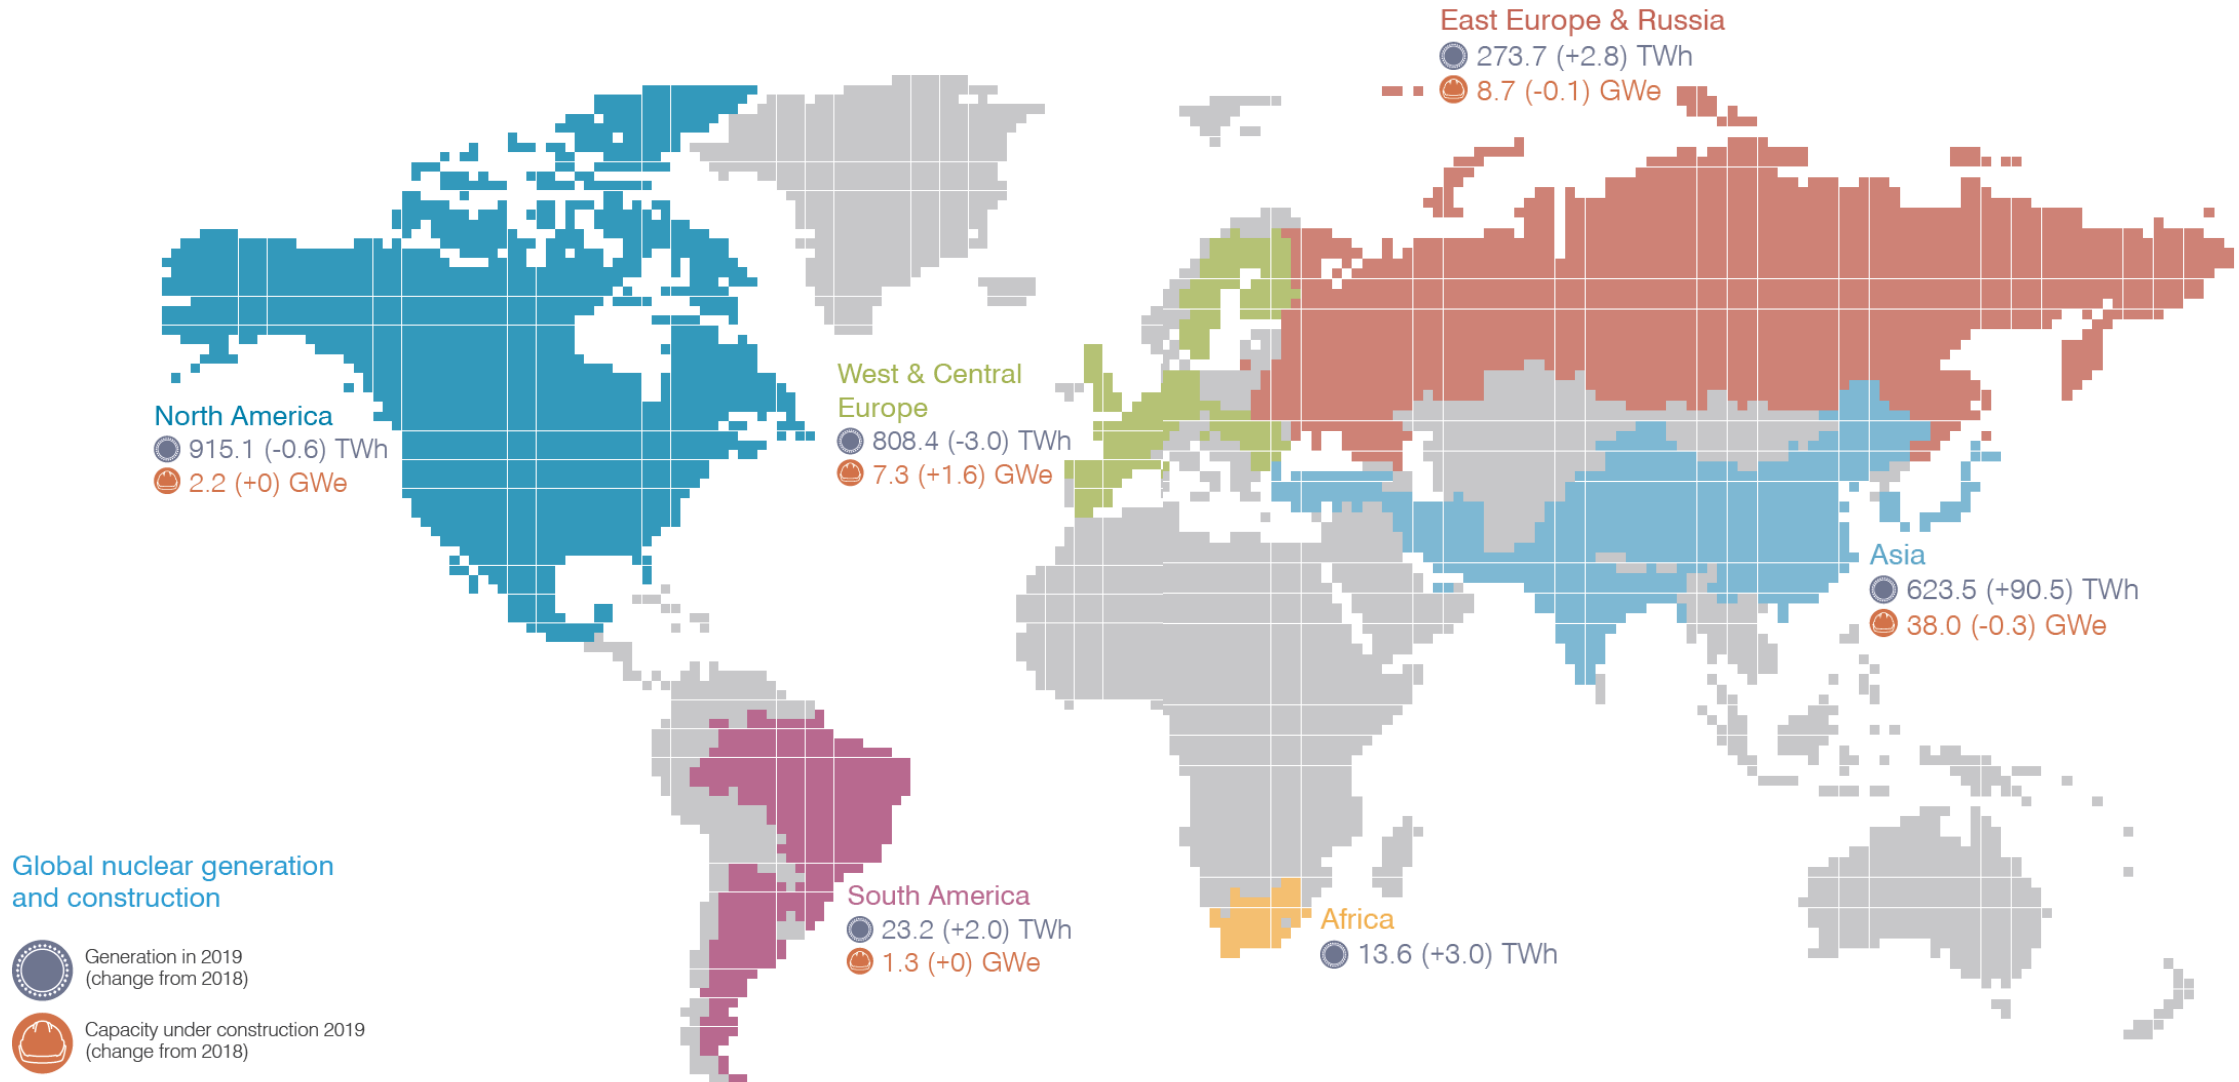 East Europe & Russia
273.7 (+2.8) TWh
8.7 (-0.1) GWe
West & Central
Europe
808.4 (-3.0) TWh
7.3 (+1.6) GWe
North America
915.1 (-0.6) TWh
2.2 (+0) GWe
Asia
623.5 (+90.5) TWh
38.0 (-0.3) GWe
Global nuclear generation
and construction
Generation in 2019
(change from 2018)
Capacity under construction 2019
(change from 2018)
South America
23.2 (+2.0) TWh
1.3 (+0) GWe
Africa
13.6 (+3.0) TWh